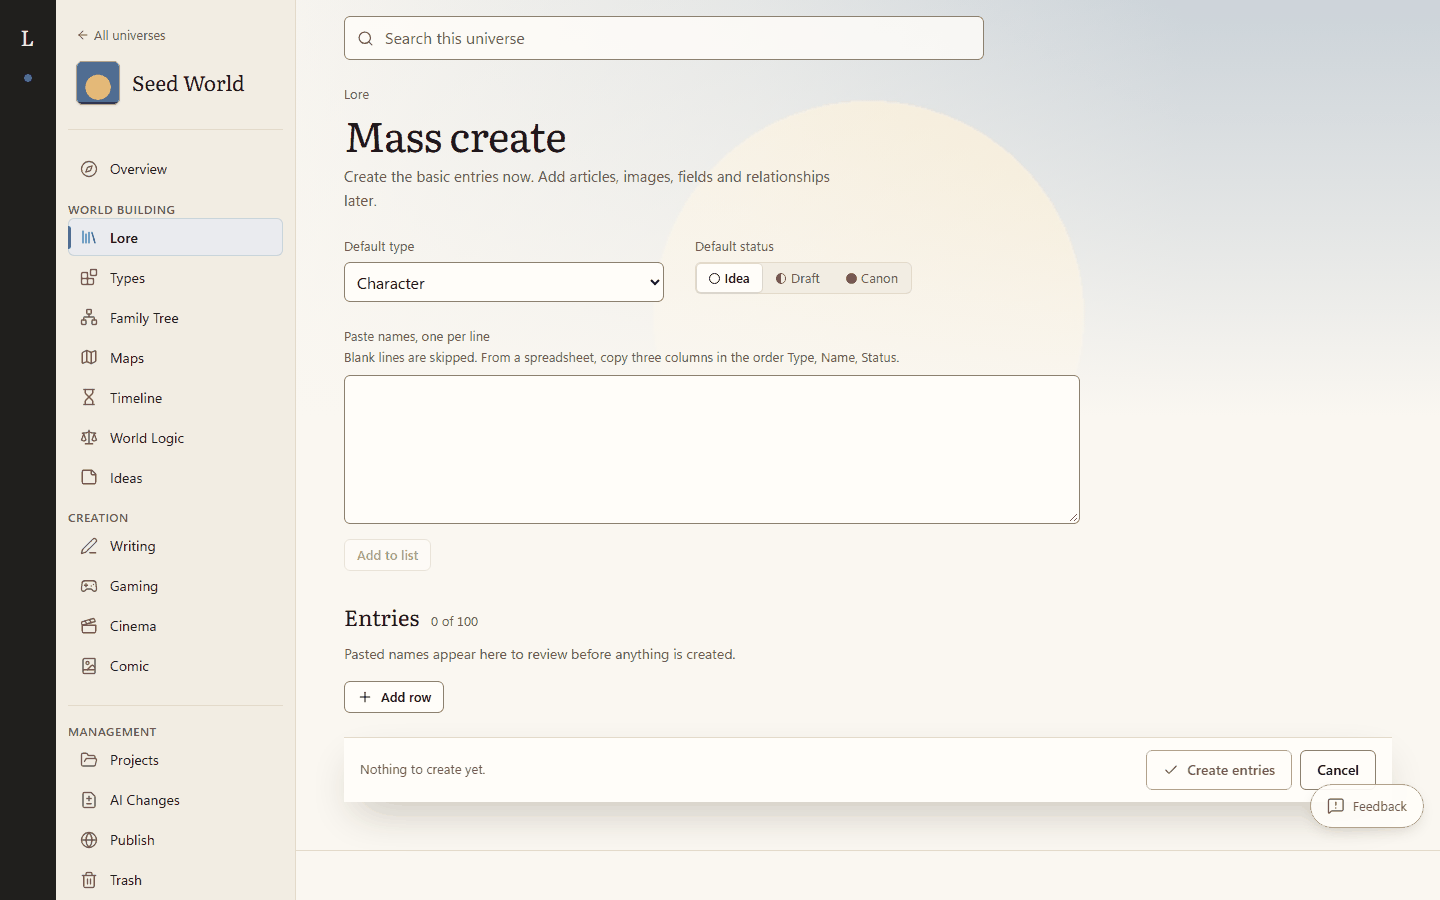 L
All universes
Seed World
Overview
WORLD BUILDING
Lore
Types
Family Tree
Maps
Timeline
World Logic
Ideas
CREATION
Writing
Gaming
Cinema
Comic
MANAGEMENT
Projects
AI Changes
Publish
Trash
Search this universe
Lore
Mass create
Create the basic entries now. Add articles, images, fields and relationships
later.
Default type
Default status
Character
Idea
Draft
Canon
Paste names, one per line
Blank lines are skipped. From a spreadsheet, copy three columns in the order Type, Name, Status.
Add to list
Entries 0 of 100
Pasted names appear here to review before anything is created.
Add row
Nothing to create yet.
Create entries
Cancel
Feedback